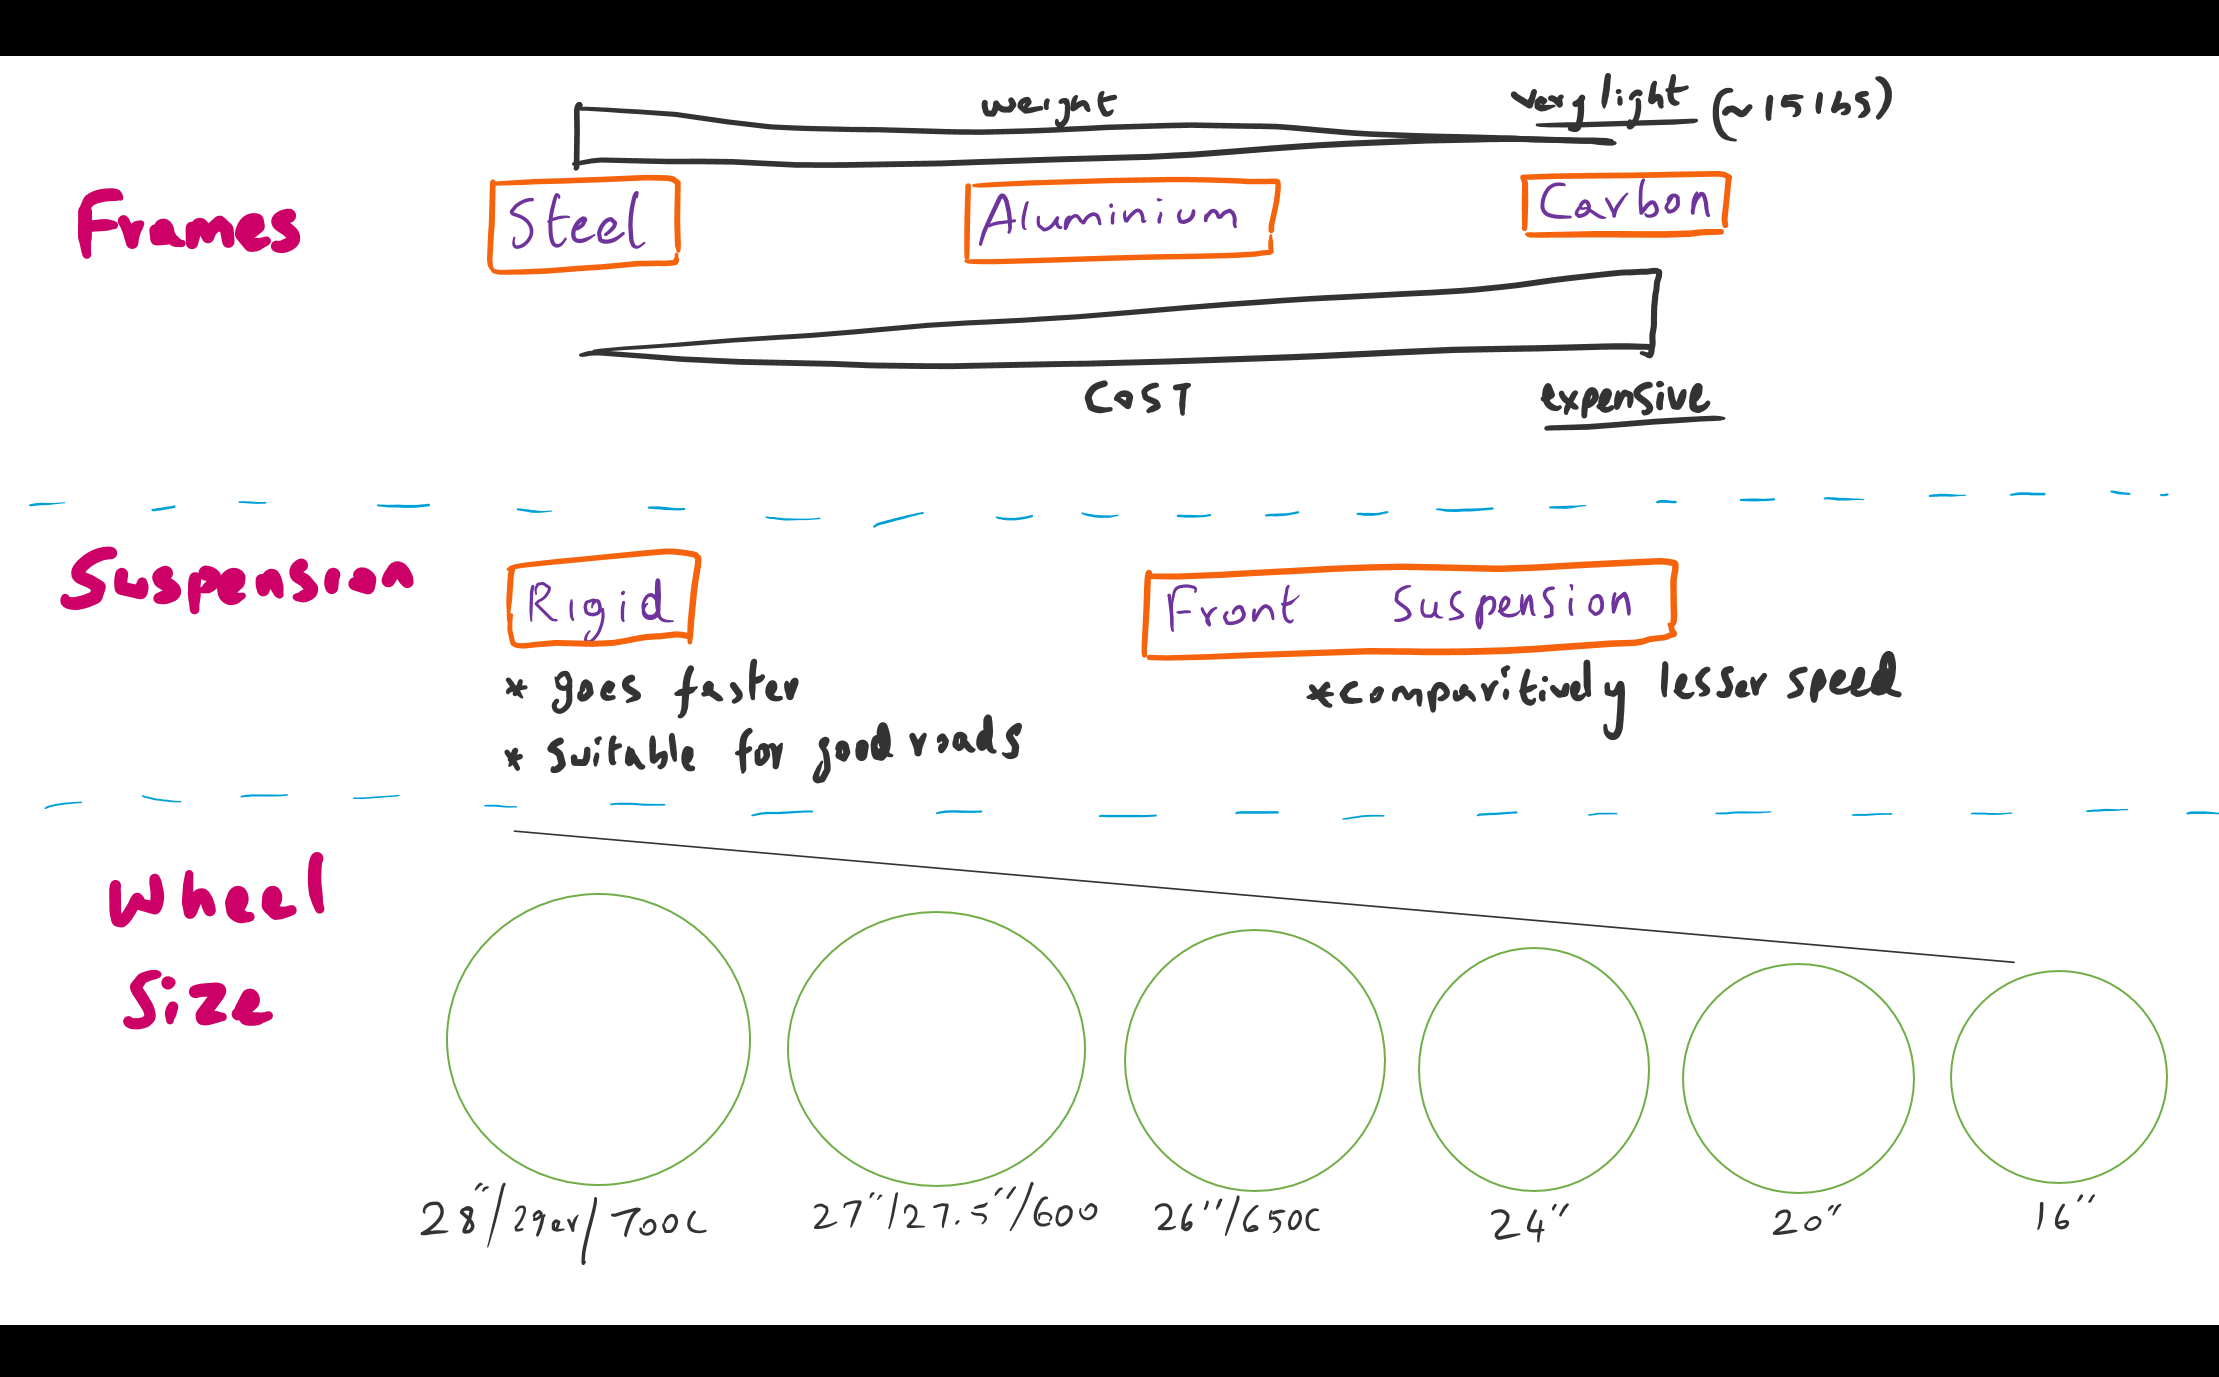 weight
very light (~15 lbs)
Frames
Steel
Aluminium
Carbon
COST
expensive
Suspension
Rigid
Front Suspension
* goes faster
* comparitively lesser speed
* suitable for good roads
Wheel
Size
28"/29er/700C
27"/27.5"/600
26"/650C
24"
20"
16"